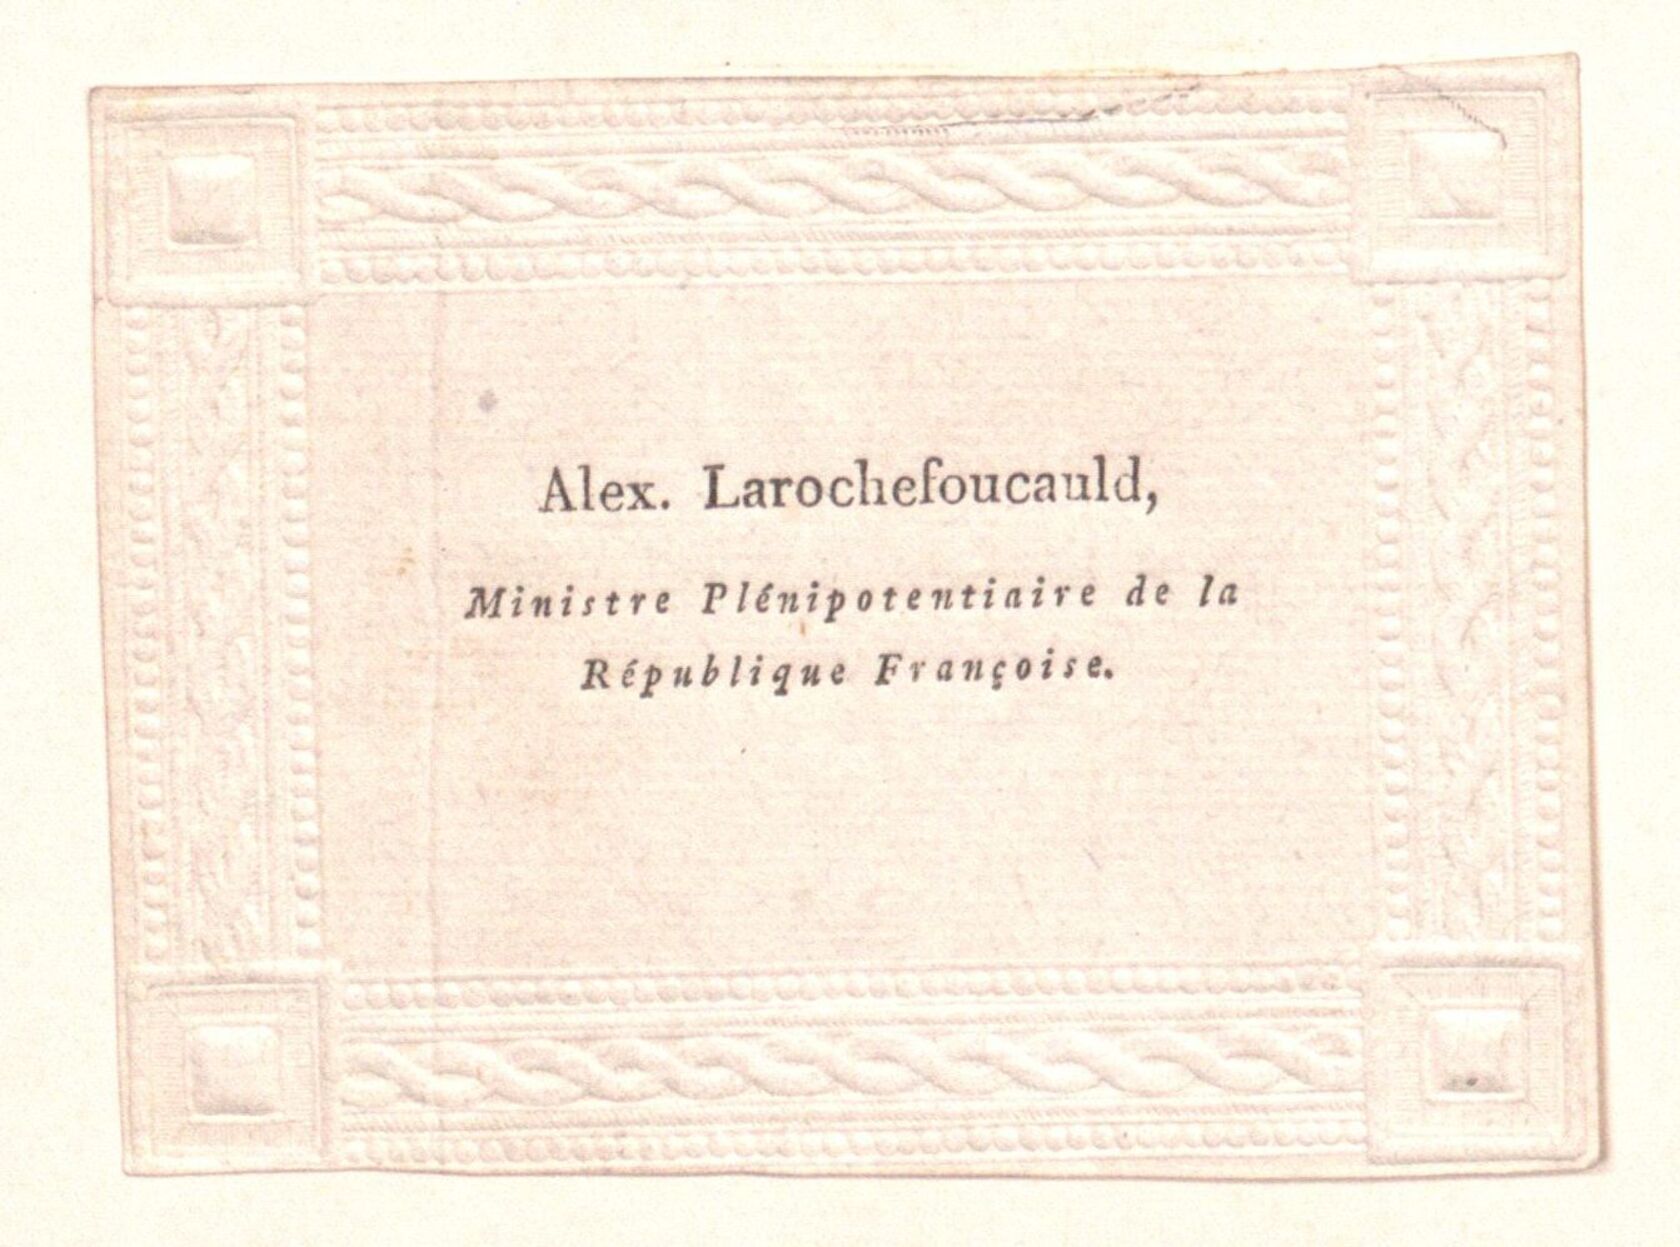 Alex. Larochefoucauld,
Ministre Plénipotentiaire de la
République Françoise.